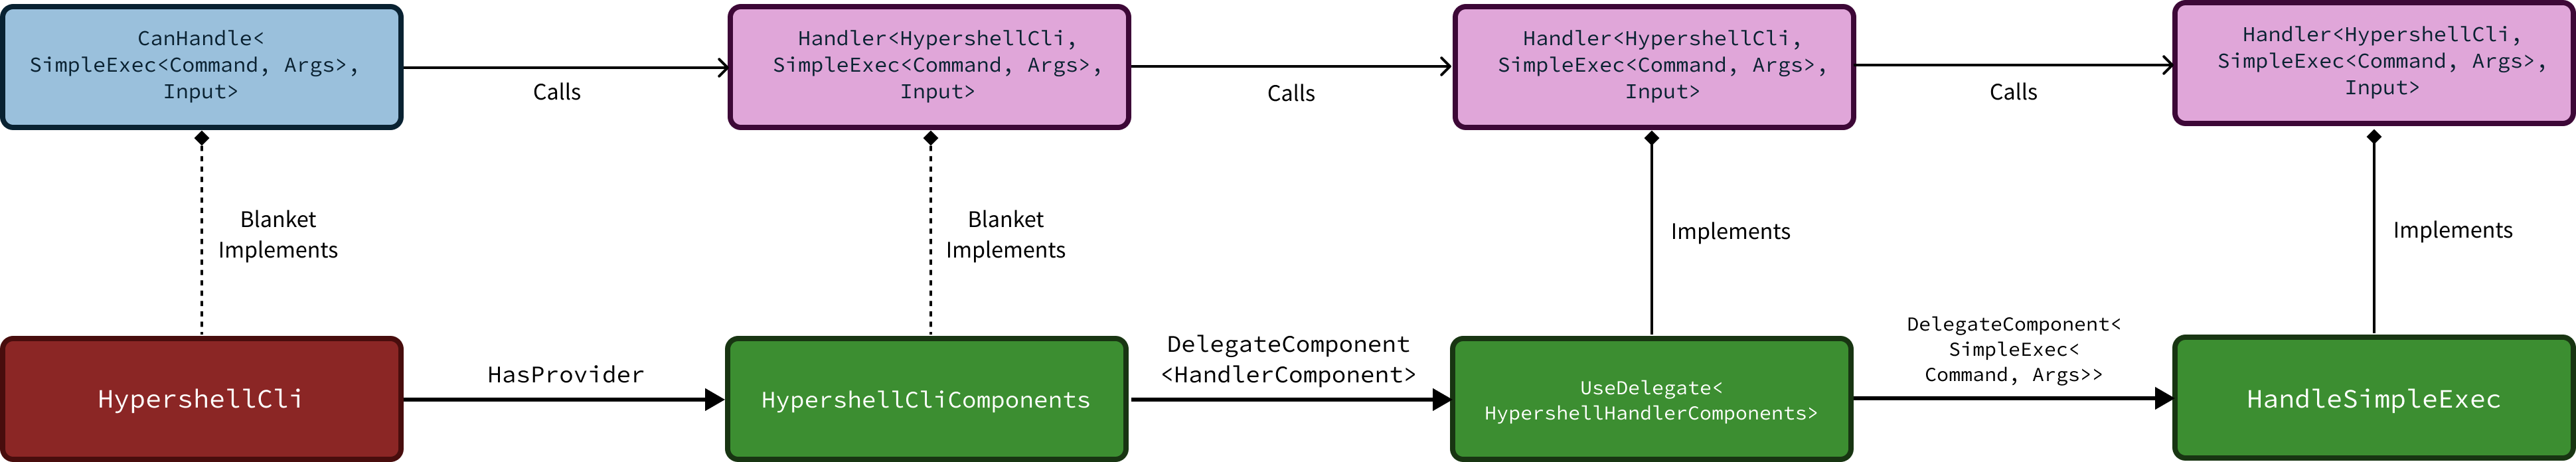 CanHandle<
SimpleExec<Command, Args>,
Input>
Calls
Handler<HypershellCli,
SimpleExec<Command, Args>,
Input>
Calls
Handler<HypershellCli,
SimpleExec<Command, Args>,
Input>
Calls
Handler<HypershellCli,
SimpleExec<Command, Args>,
Input>
Blanket
Implements
Blanket
Implements
Implements
Implements
HypershellCli
HasProvider
HypershellCliComponents
DelegateComponent
<HandlerComponent>
UseDelegate<
HypershellHandlerComponents>
DelegateComponent<
SimpleExec<
Command, Args>>
HandleSimpleExec